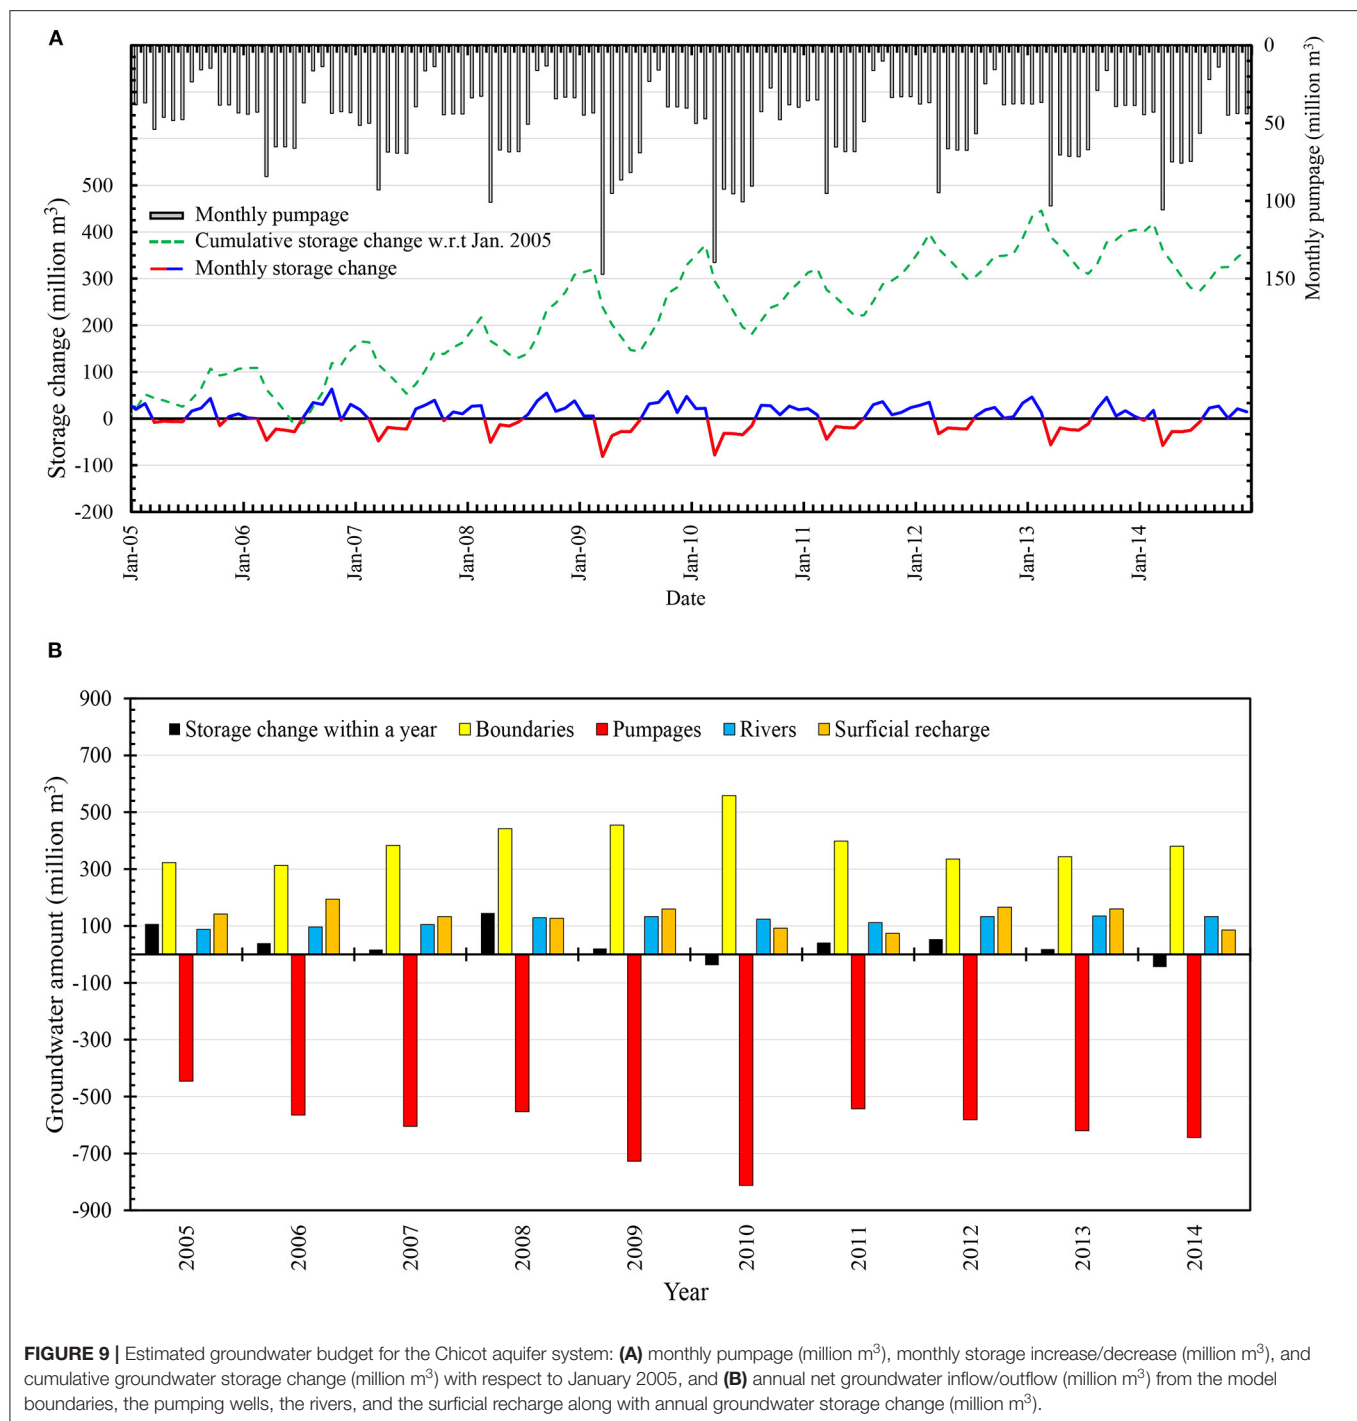 A
0
50
100
150
Monthly pumpage (million m³)
500
400
300
200
100
0
-100
-200
Storage change (million m³)
Monthly pumpage
Cumulative storage change w.r.t Jan. 2005
Monthly storage change
Jan-05
Jan-06
Jan-07
Jan-08
Jan-09
Jan-10
Jan-11
Jan-12
Jan-13
Jan-14
Date
B
900
700
500
300
100
-100
-300
-500
-700
-900
Groundwater amount (million m³)
Storage change within a year Boundaries Pumpages Rivers Surficial recharge
2005
2006
2007
2008
2009
2010
2011
2012
2013
2014
Year
FIGURE 9 | Estimated groundwater budget for the Chicot aquifer system: (A) monthly pumpage (million m³), monthly storage increase/decrease (million m³), and
cumulative groundwater storage change (million m³) with respect to January 2005, and (B) annual net groundwater inflow/outflow (million m³) from the model
boundaries, the pumping wells, the rivers, and the surficial recharge along with annual groundwater storage change (million m³).